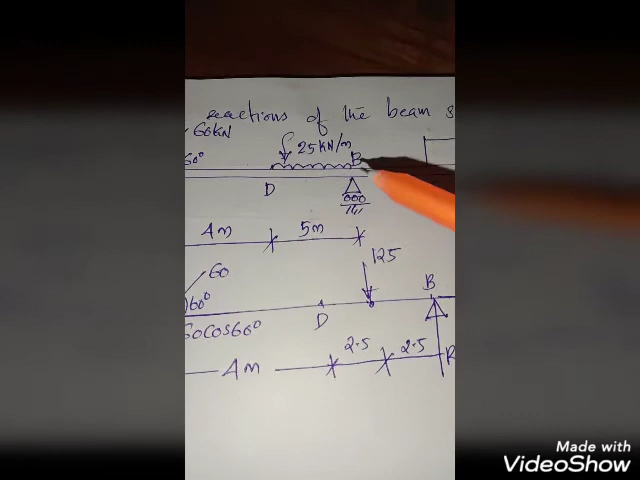 reactions of the beam s
60KN
25KN/m
B
60°
D
4m
5m
125
60
60°
B
60cos60°
D
2.5
2.5
R
4m
Made with
VideoShow